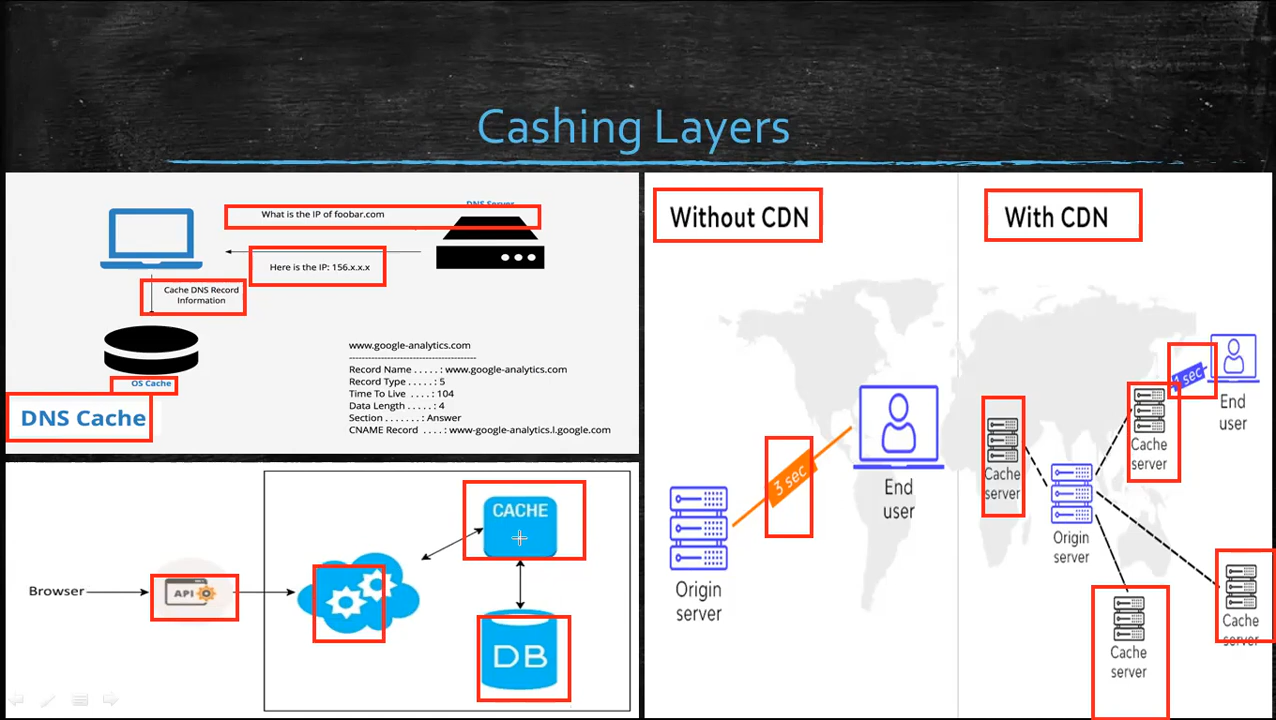 Cashing Layers
DNS Server
What is the IP of foobar.com
Here is the IP: 156.x.x.x
Cache DNS Record
Information
OS Cache
DNS Cache
www.google-analytics.com
----------------------------------------
Record Name . . . . . : www.google-analytics.com
Record Type . . . . . : 5
Time To Live . . . . : 104
Data Length . . . . . : 4
Section . . . . . . . : Answer
CNAME Record . . . . : www-google-analytics.l.google.com
Browser
API
CACHE
DB
Without CDN
3 sec
End
user
Origin
server
With CDN
sec
End
user
Cache
server
Cache
server
Origin
server
Cache
server
Cache
server